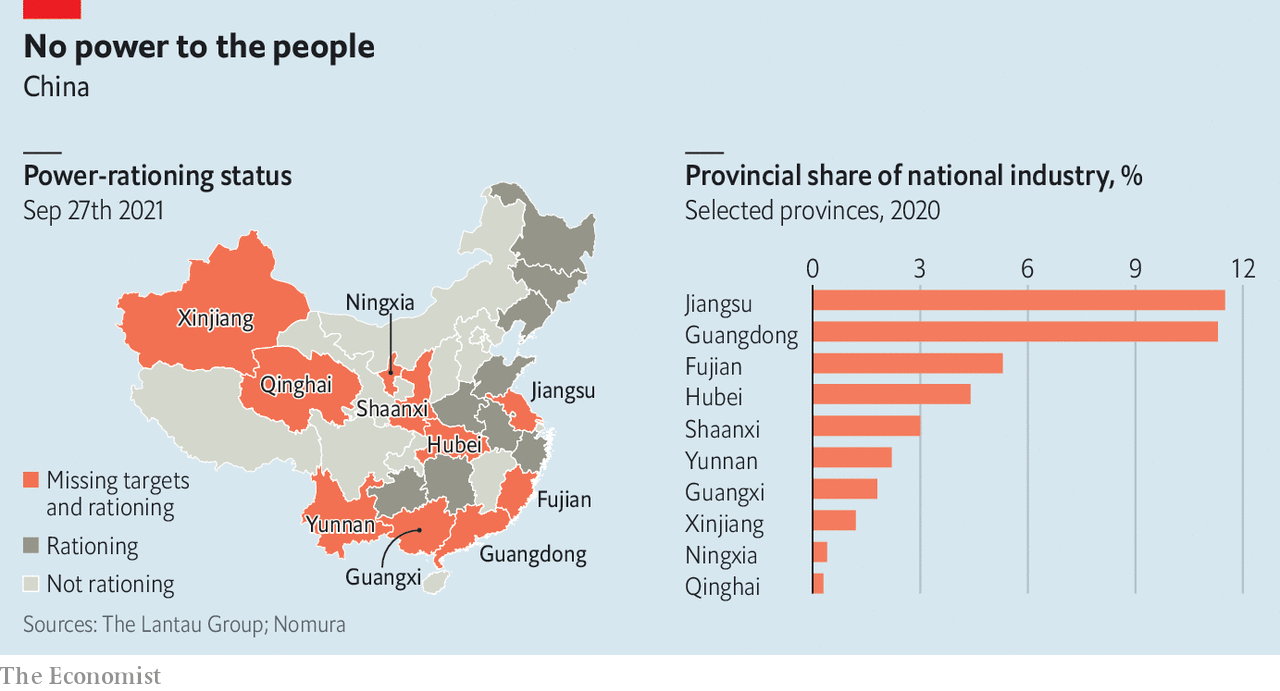 No power to the people
China
Power-rationing status
Sep 27th 2021
Xinjiang
Ningxia
Qinghai
Shaanxi
Jiangsu
Hubei
Fujian
Yunnan
Guangdong
Guangxi
Missing targets
and rationing
Rationing
Not rationing
Provincial share of national industry, %
Selected provinces, 2020
0 3 6 9 12
Jiangsu
Guangdong
Fujian
Hubei
Shaanxi
Yunnan
Guangxi
Xinjiang
Ningxia
Qinghai
Sources: The Lantau Group; Nomura
The Economist